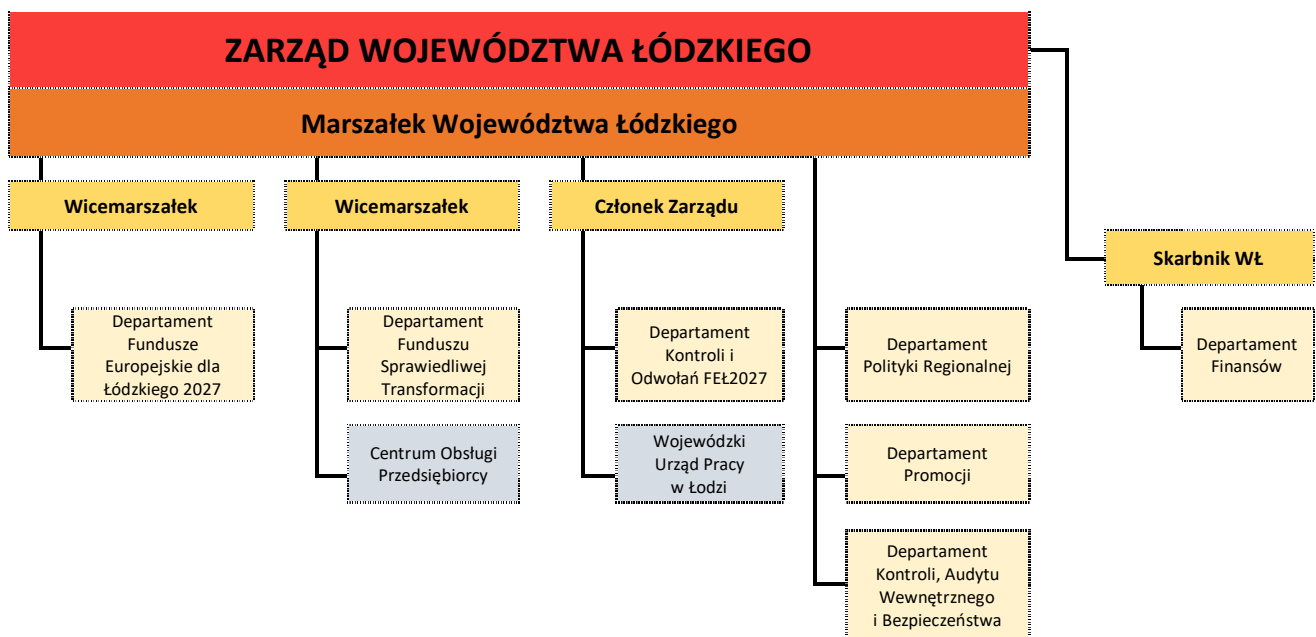 ZARZĄD WOJEWÓDZTWA ŁÓDZKIEGO
Marszałek Województwa Łódzkiego
Wicemarszałek
Wicemarszałek
Członek Zarządu
Skarbnik WŁ
Departament
Fundusze
Europejskie dla
Łódzkiego 2027
Departament
Funduszu
Sprawiedliwej
Transformacji
Departament
Kontroli i
Odwołań FEŁ2027
Departament
Polityki Regionalnej
Departament
Finansów
Centrum Obsługi
Przedsiębiorcy
Wojewódzki
Urząd Pracy
w Łodzi
Departament
Promocji
Departament
Kontroli, Audytu
Wewnętrznego
i Bezpieczeństwa